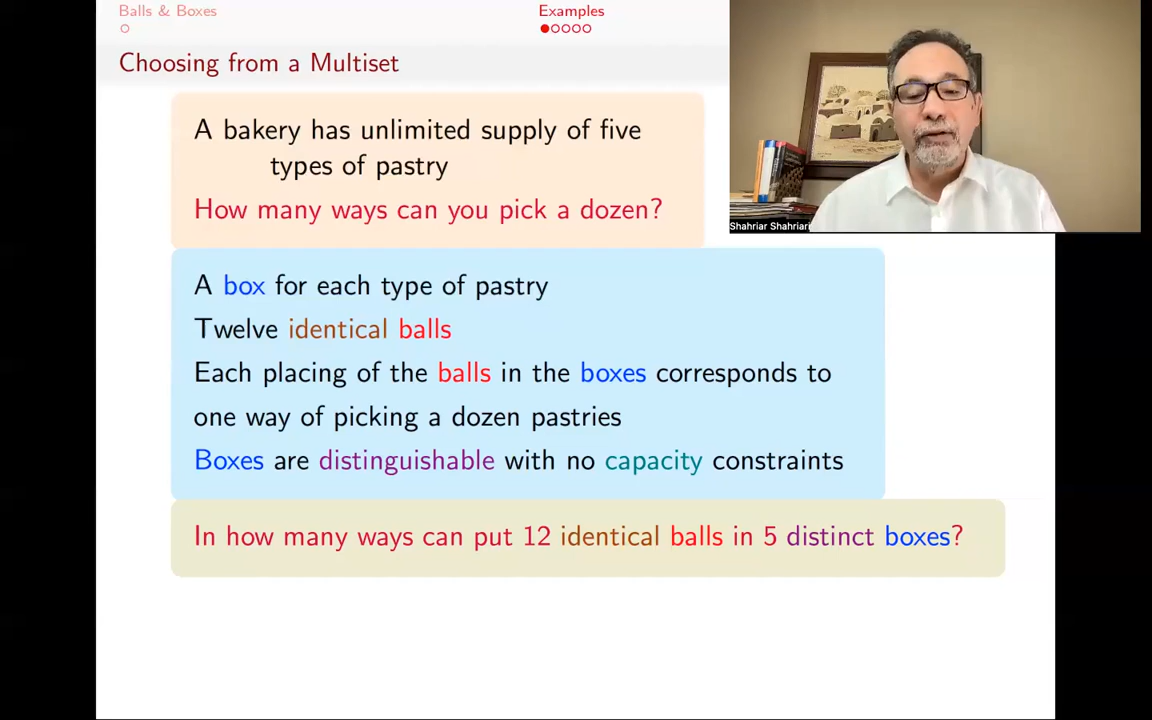 Balls & Boxes
Examples
Choosing from a Multiset
A bakery has unlimited supply of five
types of pastry
How many ways can you pick a dozen?
Shahriar Shahriari
A box for each type of pastry
Twelve identical balls
Each placing of the balls in the boxes corresponds to
one way of picking a dozen pastries
Boxes are distinguishable with no capacity constraints
In how many ways can put 12 identical balls in 5 distinct boxes?